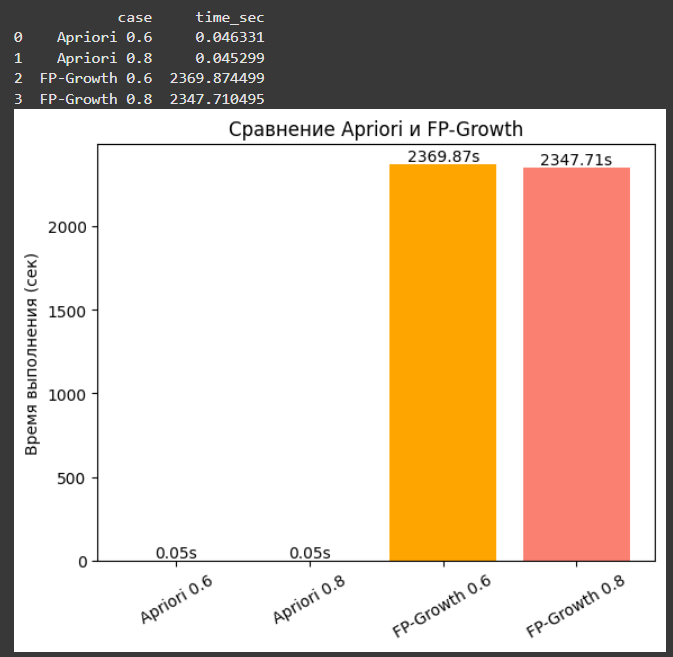 case time_sec
0 Apriori 0.6 0.046331
1 Apriori 0.8 0.045299
2 FP-Growth 0.6 2369.874499
3 FP-Growth 0.8 2347.710495
Сравнение Apriori и FP-Growth
2369.87s
2347.71s
2000
1500
1000
500
0
Время выполнения (сек)
0.05s
0.05s
Apriori 0.6
Apriori 0.8
FP-Growth 0.6
FP-Growth 0.8